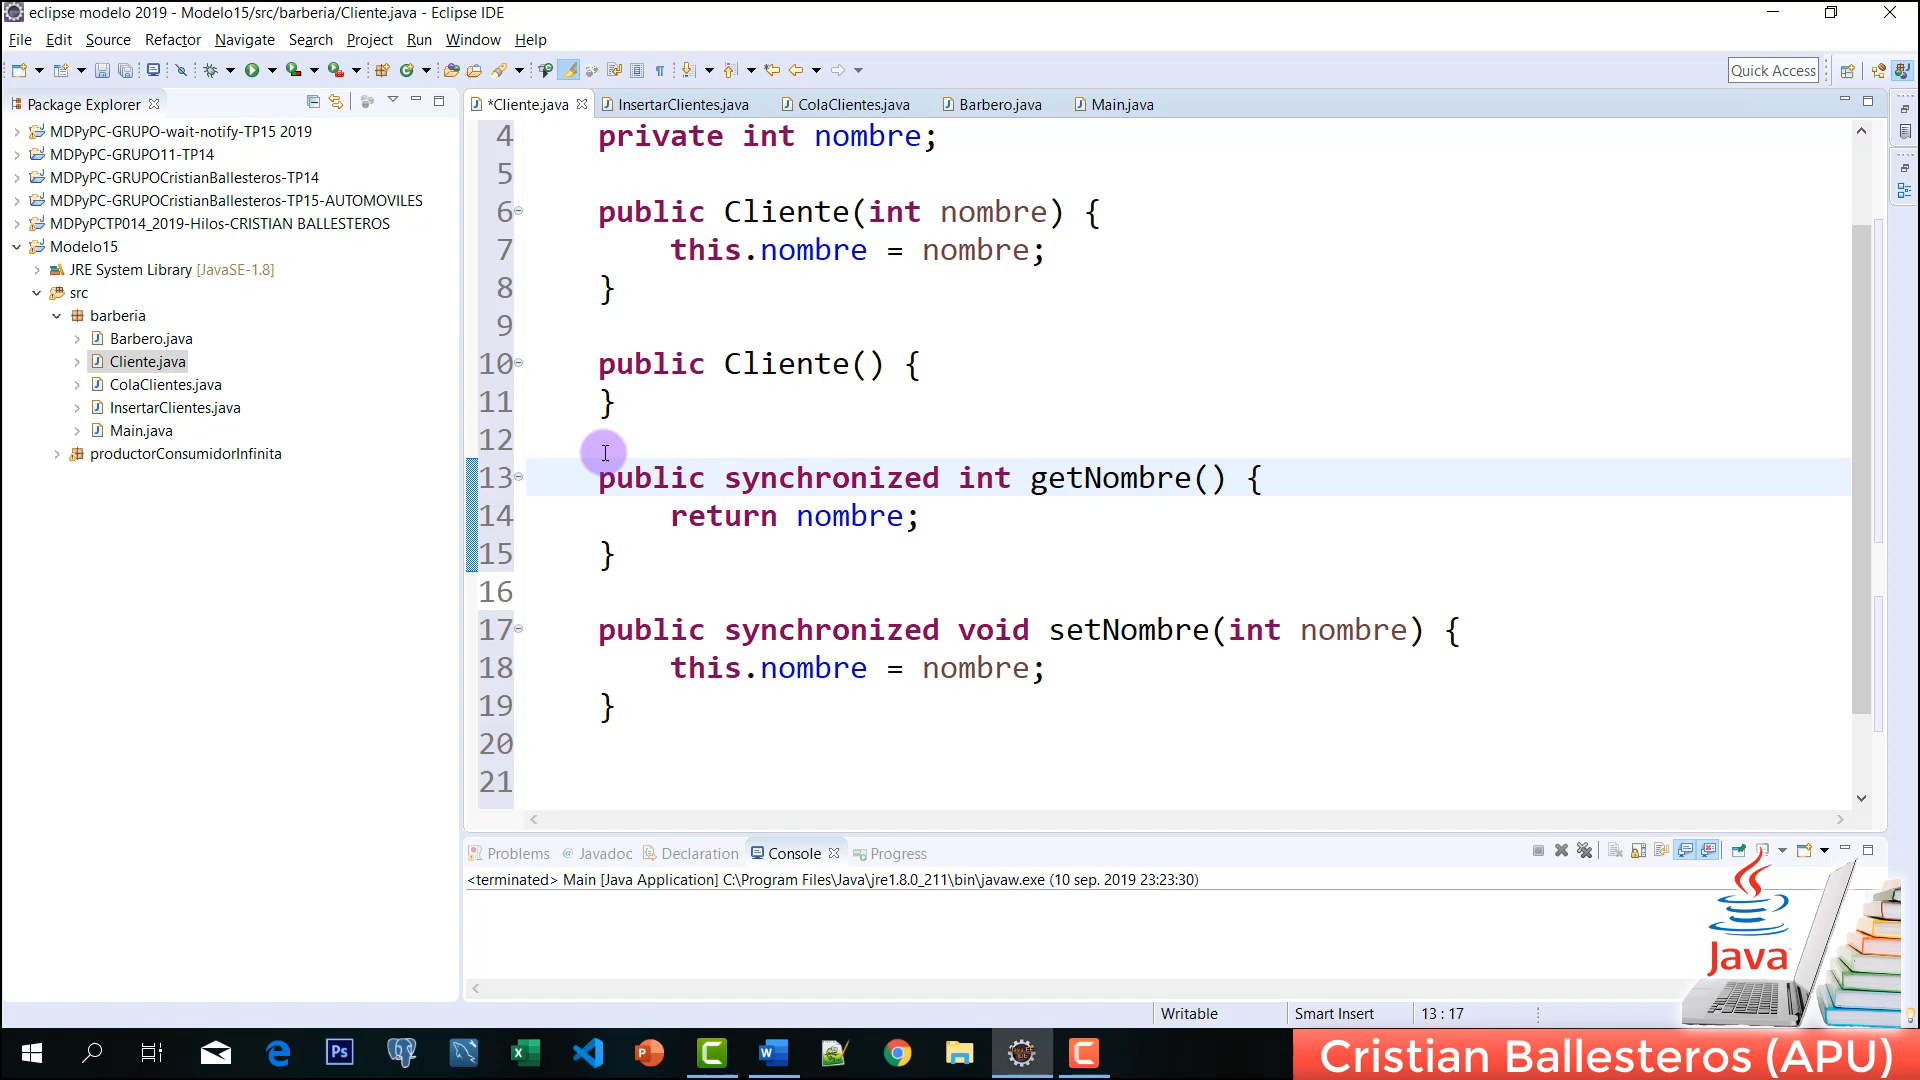 eclipse modelo 2019 - Modelo15/src/barberia/Cliente.java - Eclipse IDE
File Edit Source Refactor Navigate Search Project Run Window Help
Quick Access
Package Explorer
MDPyPC-GRUPO-wait-notify-TP15 2019
MDPyPC-GRUPO11-TP14
MDPyPC-GRUPOCristianBallesteros-TP14
MDPyPC-GRUPOCristianBallesteros-TP15-AUTOMOVILES
MDPyPCTP014_2019-Hilos-CRISTIAN BALLESTEROS
Modelo15
JRE System Library [JavaSE-1.8]
src
barberia
Barbero.java
Cliente.java
ColaClientes.java
InsertarClientes.java
Main.java
productorConsumidorInfinita
*Cliente.java InsertarClientes.java ColaClientes.java Barbero.java Main.java
4 private int nombre;
5
6 public Cliente(int nombre) {
7 this.nombre = nombre;
8 }
9
10 public Cliente() {
11 }
12
13 public synchronized int getNombre() {
14 return nombre;
15 }
16
17 public synchronized void setNombre(int nombre) {
18 this.nombre = nombre;
19 }
20
21
Problems Javadoc Declaration Console Progress
<terminated> Main [Java Application] C:\Program Files\Java\jre1.8.0_211\bin\javaw.exe (10 sep. 2019 23:23:30)
Java
Writable Smart Insert 13 : 17
Cristian Ballesteros (APU)